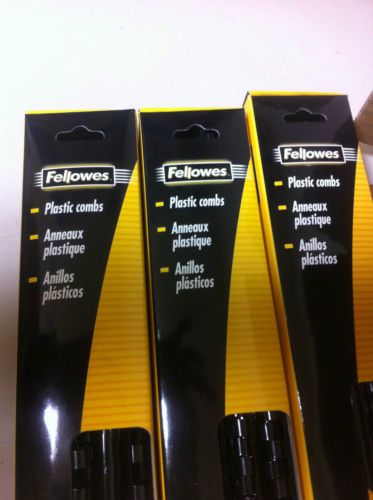 Fellowes
Plastic combs
Anneaux
plastique
Anillos
plásticos
Fellowes
Plastic combs
Anneaux
plastique
Anillos
plásticos
Fellowes
Plastic combs
Anneaux
plastique
Anillos
plásticos